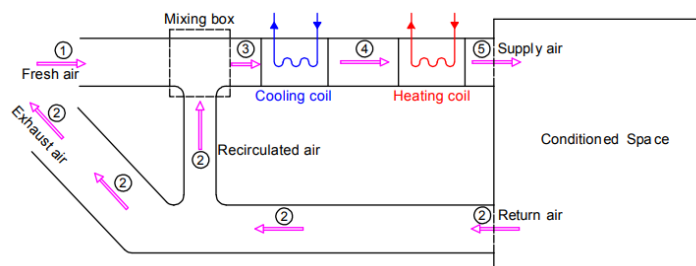 Mixing box
1
3
4
5
Supply air
Fresh air
Cooling coil
Heating coil
2
Exhaust air
2
Recirculated air
Conditioned Space
2
2
2
Return air